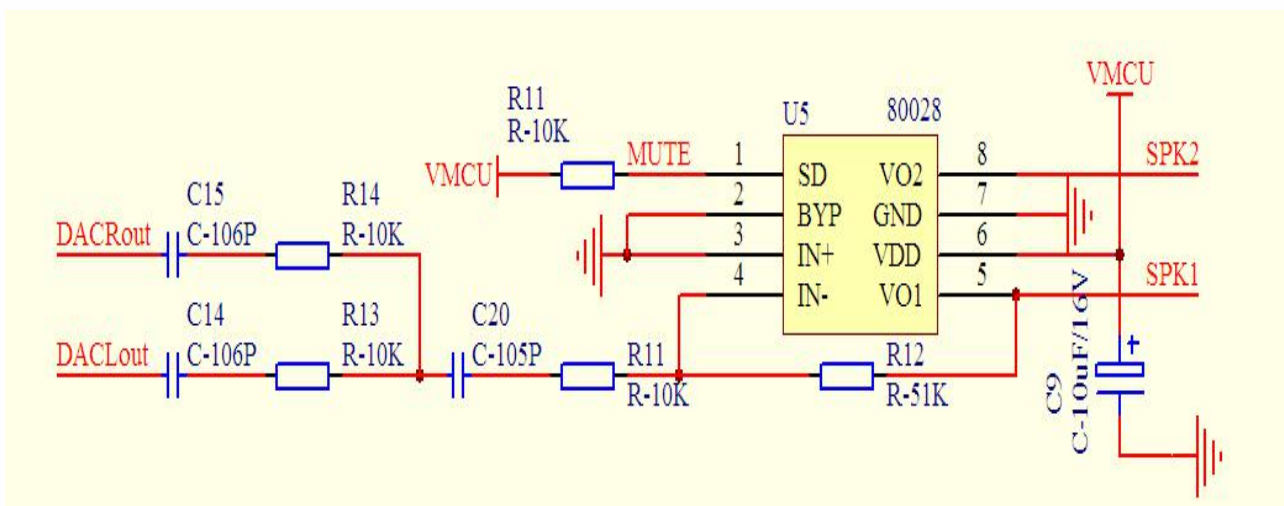 VMCU
R11
R-10K
U5
80028
VMCU
MUTE
1
8
SPK2
SD
VO2
C15
C-106P
R14
R-10K
2
7
BYP
GND
DACRout
3
6
IN+
VDD
4
5
IN-
VO1
SPK1
C14
C-106P
R13
R-10K
C20
C-105P
DACLout
R11
R-10K
R12
R-51K
+
C9
C-10uF/16V